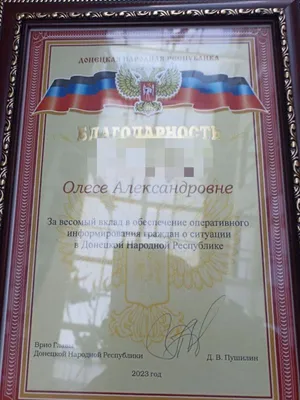 ДОНЕЦКАЯ НАРОДНАЯ РЕСПУБЛИКА
БЛАГОДАРНОСТЬ
Олесе Александровне
За весомый вклад в обеспечение оперативного
информирования граждан о ситуации
в Донецкой Народной Республике
Врио Главы
Донецкой Народной Республики
Д. В. Пушилин
2023 год